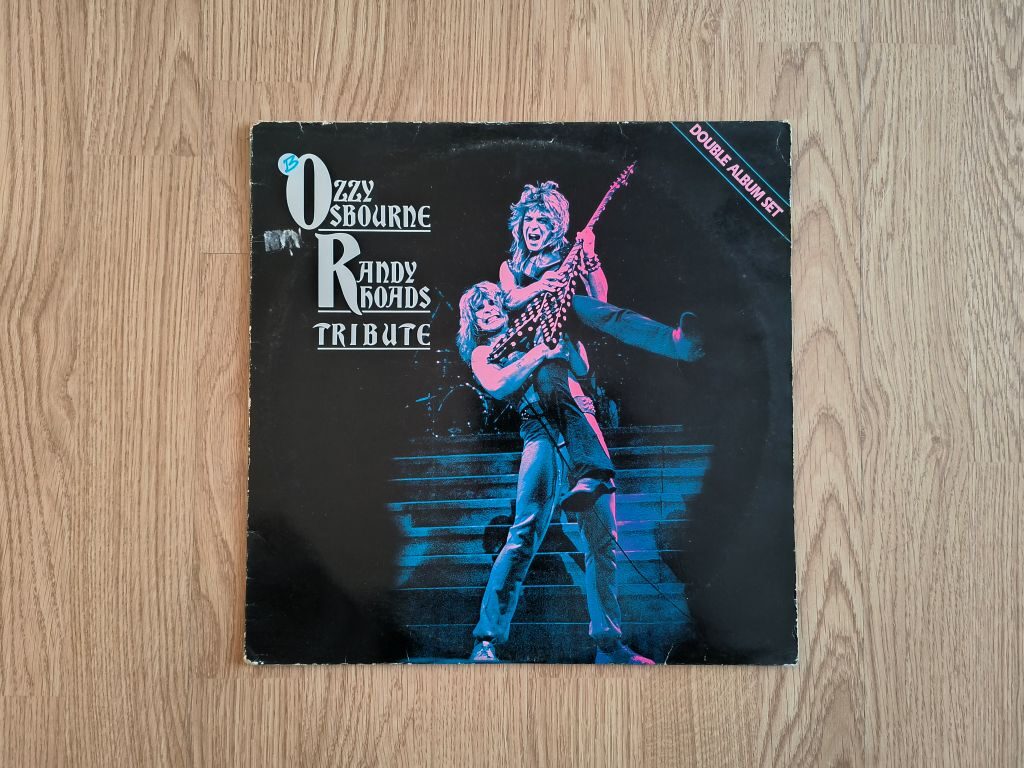 B
OZZY
OSBOURNE
RANDY
RHOADS
TRIBUTE
DOUBLE ALBUM SET